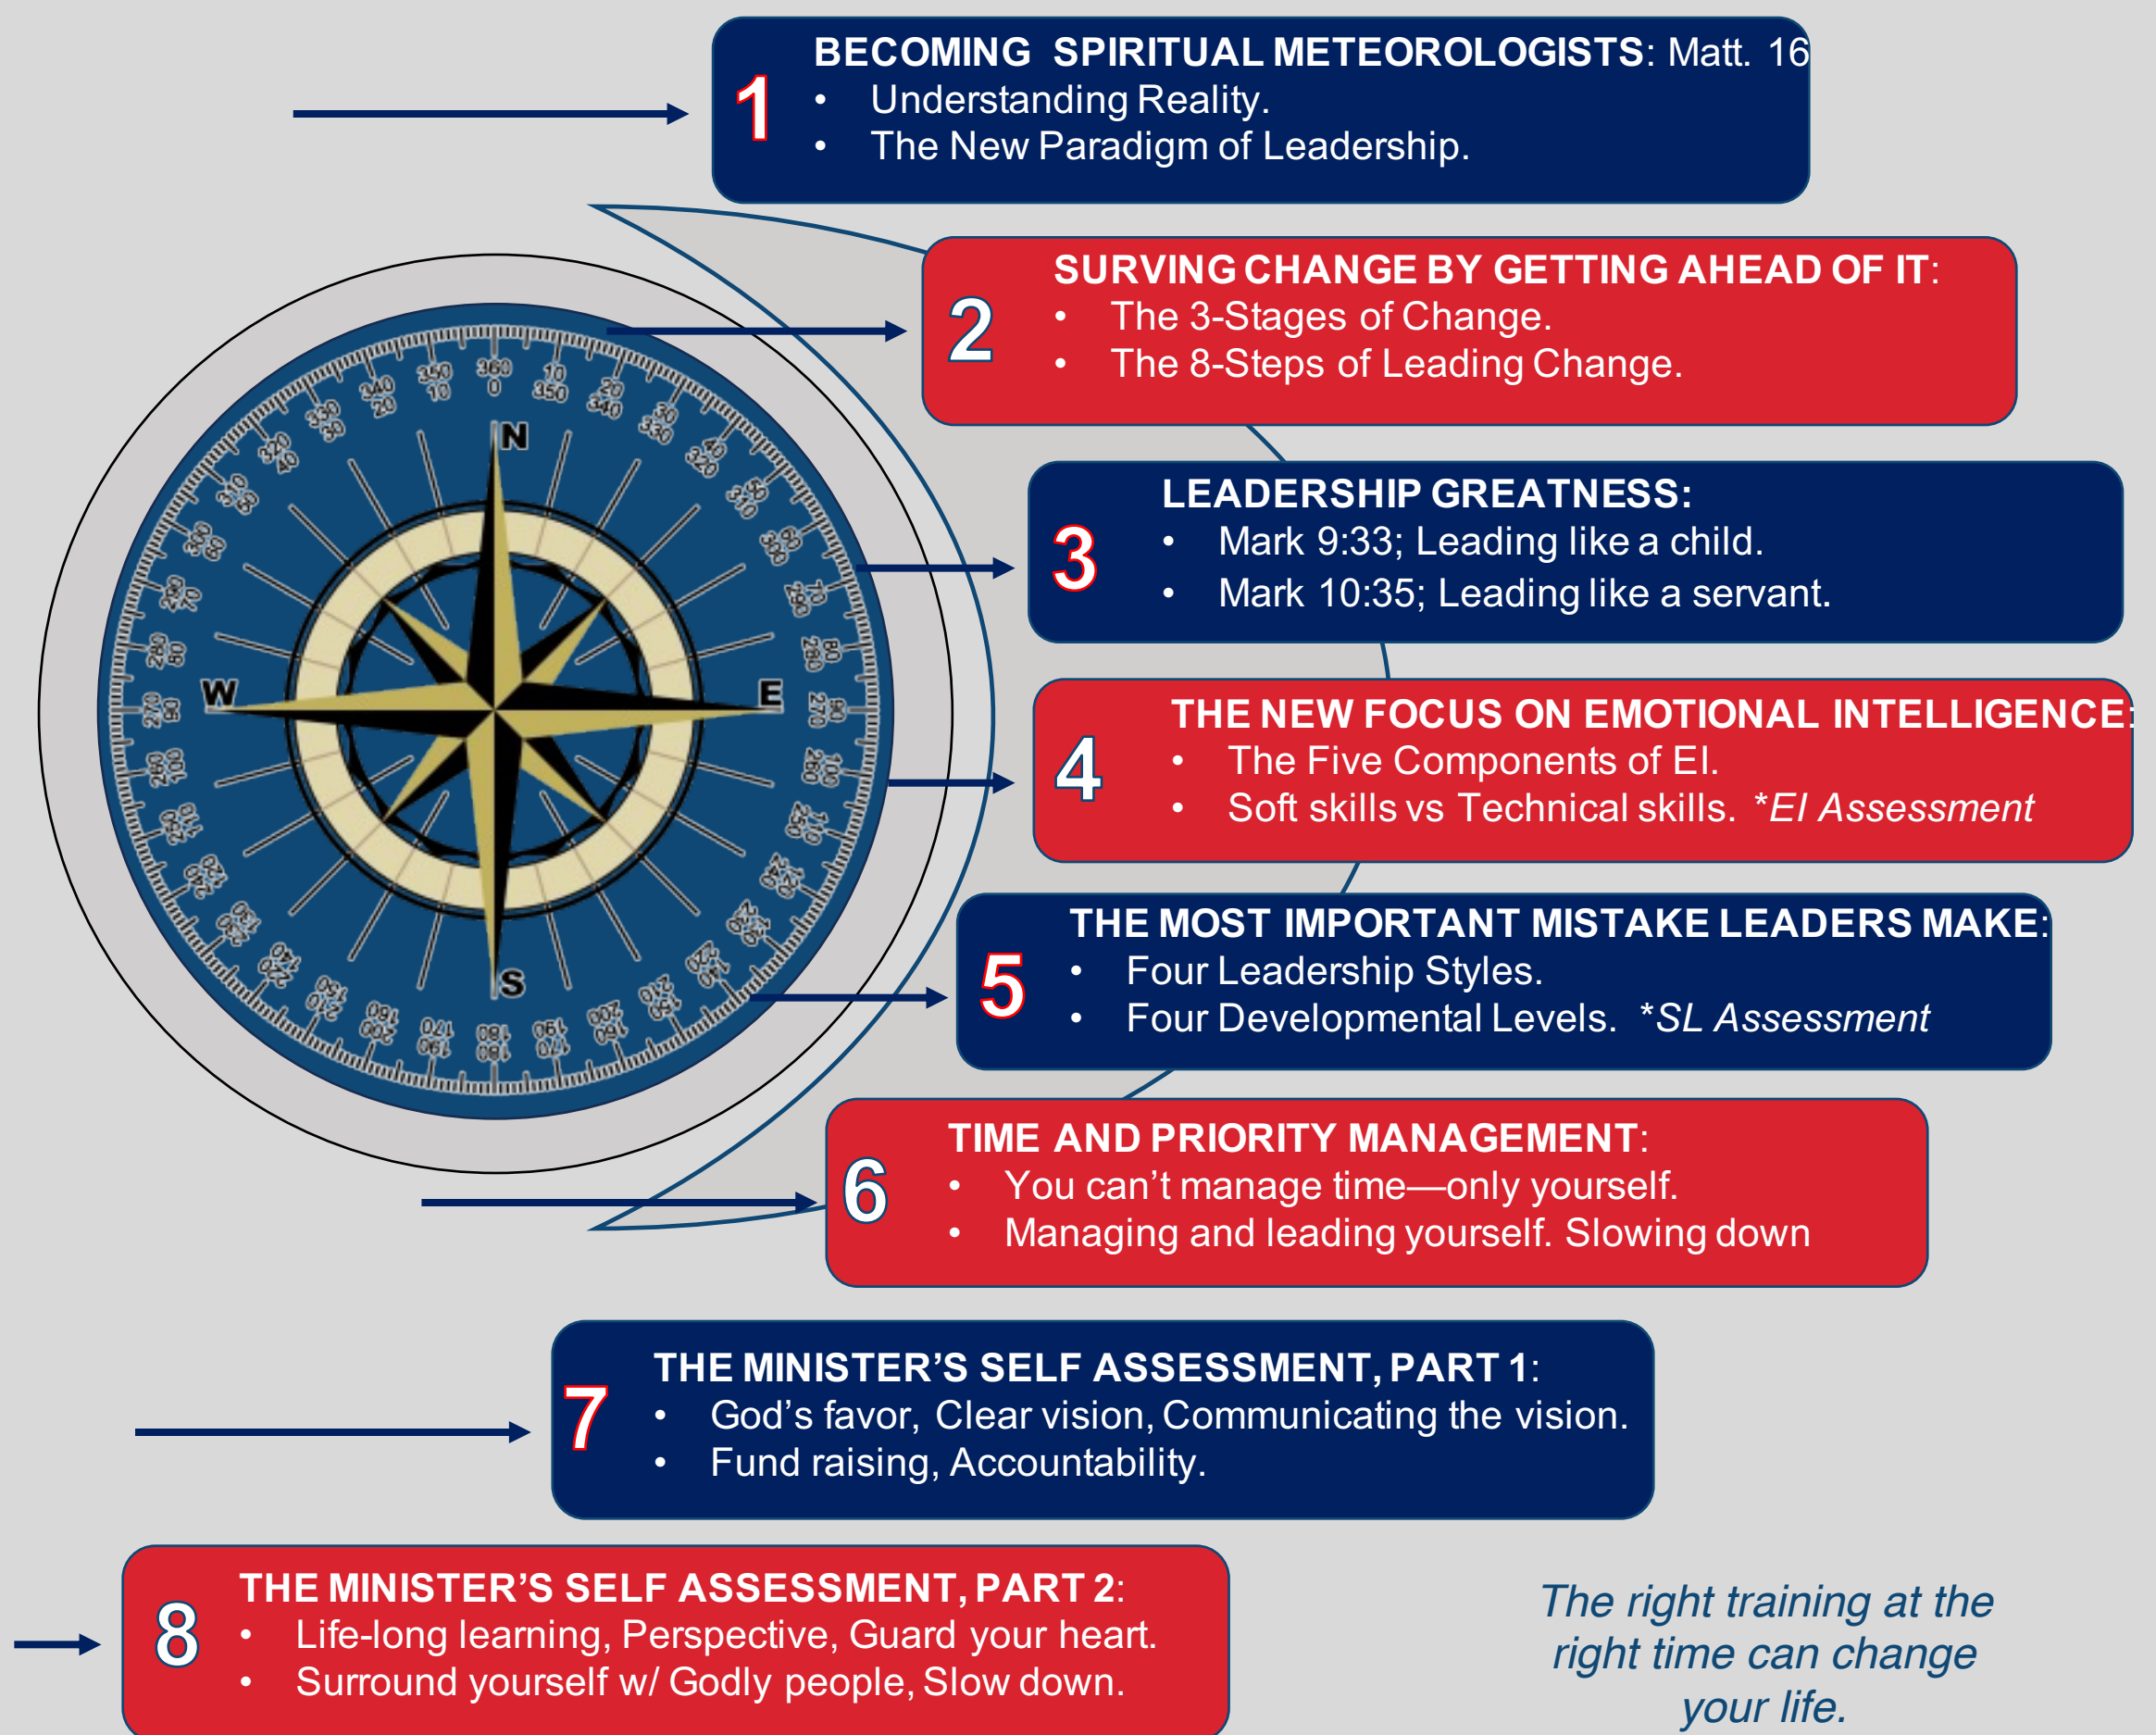 1
BECOMING SPIRITUAL METEOROLOGISTS: Matt. 16
• Understanding Reality.
• The New Paradigm of Leadership.
2
SURVING CHANGE BY GETTING AHEAD OF IT:
• The 3-Stages of Change.
• The 8-Steps of Leading Change.
3
LEADERSHIP GREATNESS:
• Mark 9:33; Leading like a child.
• Mark 10:35; Leading like a servant.
4
THE NEW FOCUS ON EMOTIONAL INTELLIGENCE:
• The Five Components of EI.
• Soft skills vs Technical skills. *EI Assessment
5
THE MOST IMPORTANT MISTAKE LEADERS MAKE:
• Four Leadership Styles.
• Four Developmental Levels. *SL Assessment
6
TIME AND PRIORITY MANAGEMENT:
• You can’t manage time—only yourself.
• Managing and leading yourself. Slowing down
7
THE MINISTER’S SELF ASSESSMENT, PART 1:
• God’s favor, Clear vision, Communicating the vision.
• Fund raising, Accountability.
8
THE MINISTER’S SELF ASSESSMENT, PART 2:
• Life-long learning, Perspective, Guard your heart.
• Surround yourself w/ Godly people, Slow down.
The right training at the
right time can change
your life.
N
W
E
S
360
0
10
350